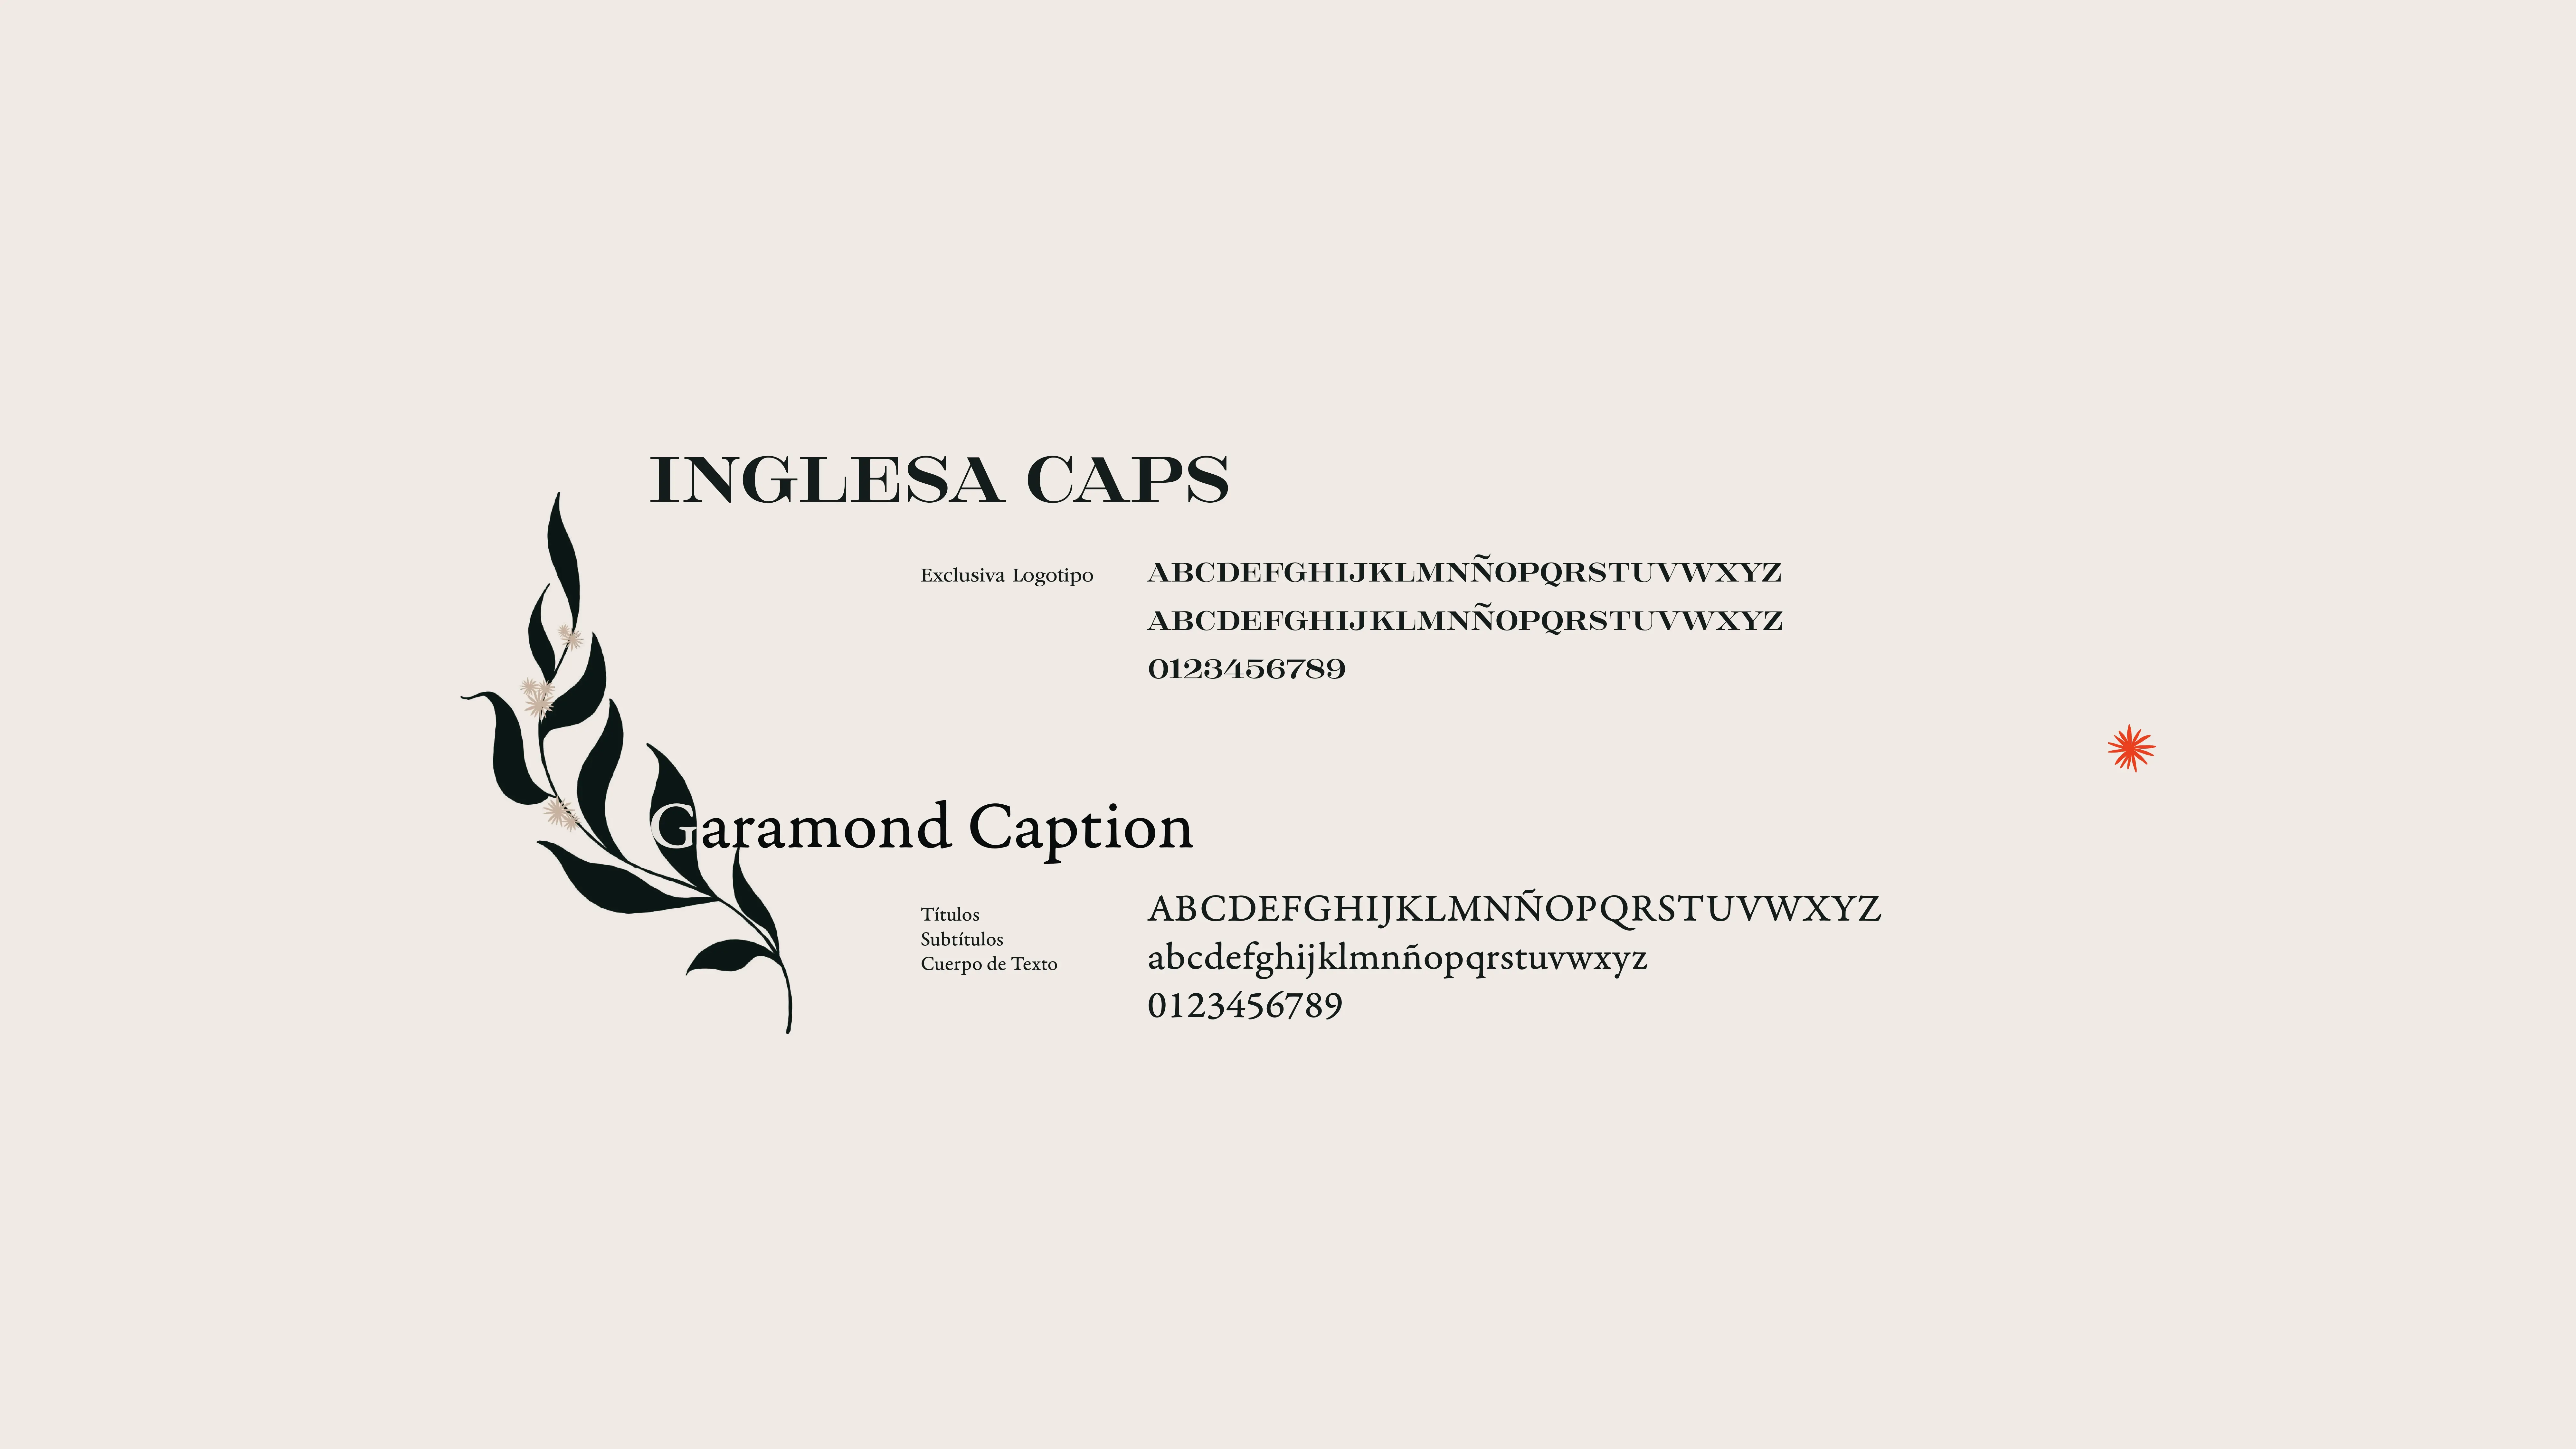 INGLESA CAPS
Exclusiva Logotipo
ABCDEFGHIJKLMNÑOPQRSTUVWXYZ
ABCDEFGHIJKLMNÑOPQRSTUVWXYZ
0123456789
Garamond Caption
Títulos
Subtítulos
Cuerpo de Texto
ABCDEFGHIJKLMNÑOPQRSTUVWXYZ
abcdefghijklmnñopqrstuvwxyz
0123456789